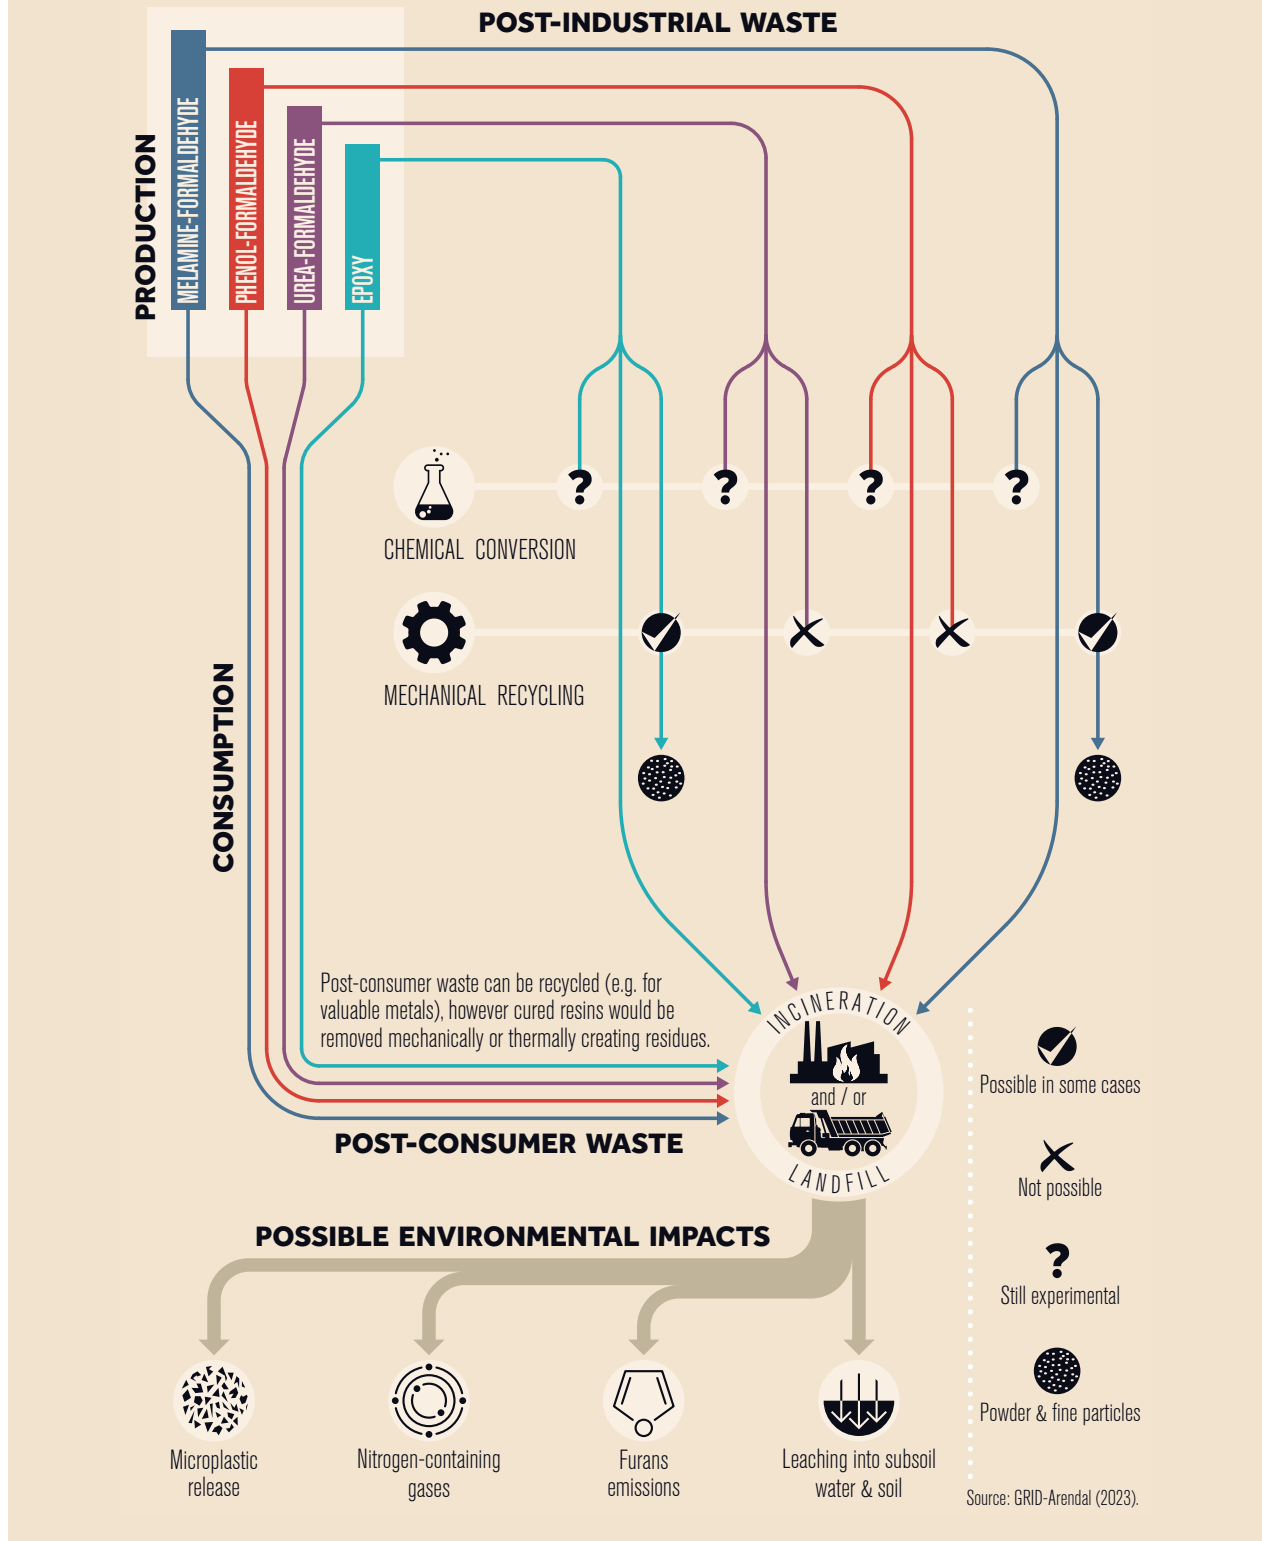 POST-INDUSTRIAL WASTE
PRODUCTION
MELAMINE-FORMALDEHYDE
PHENOL-FORMALDEHYDE
UREA-FORMALDEHYDE
EPOXY
?
?
?
?
CHEMICAL CONVERSION
MECHANICAL RECYCLING
CONSUMPTION
Post-consumer waste can be recycled (e.g. for
valuable metals), however cured resins would be
removed mechanically or thermally creating residues.
POST-CONSUMER WASTE
INCINERATION
and / or
LANDFILL
Possible in some cases
Not possible
?
Still experimental
Powder & fine particles
POSSIBLE ENVIRONMENTAL IMPACTS
Microplastic
release
Nitrogen-containing
gases
Furans
emissions
Leaching into subsoil
water & soil
Source: GRID-Arendal (2023).